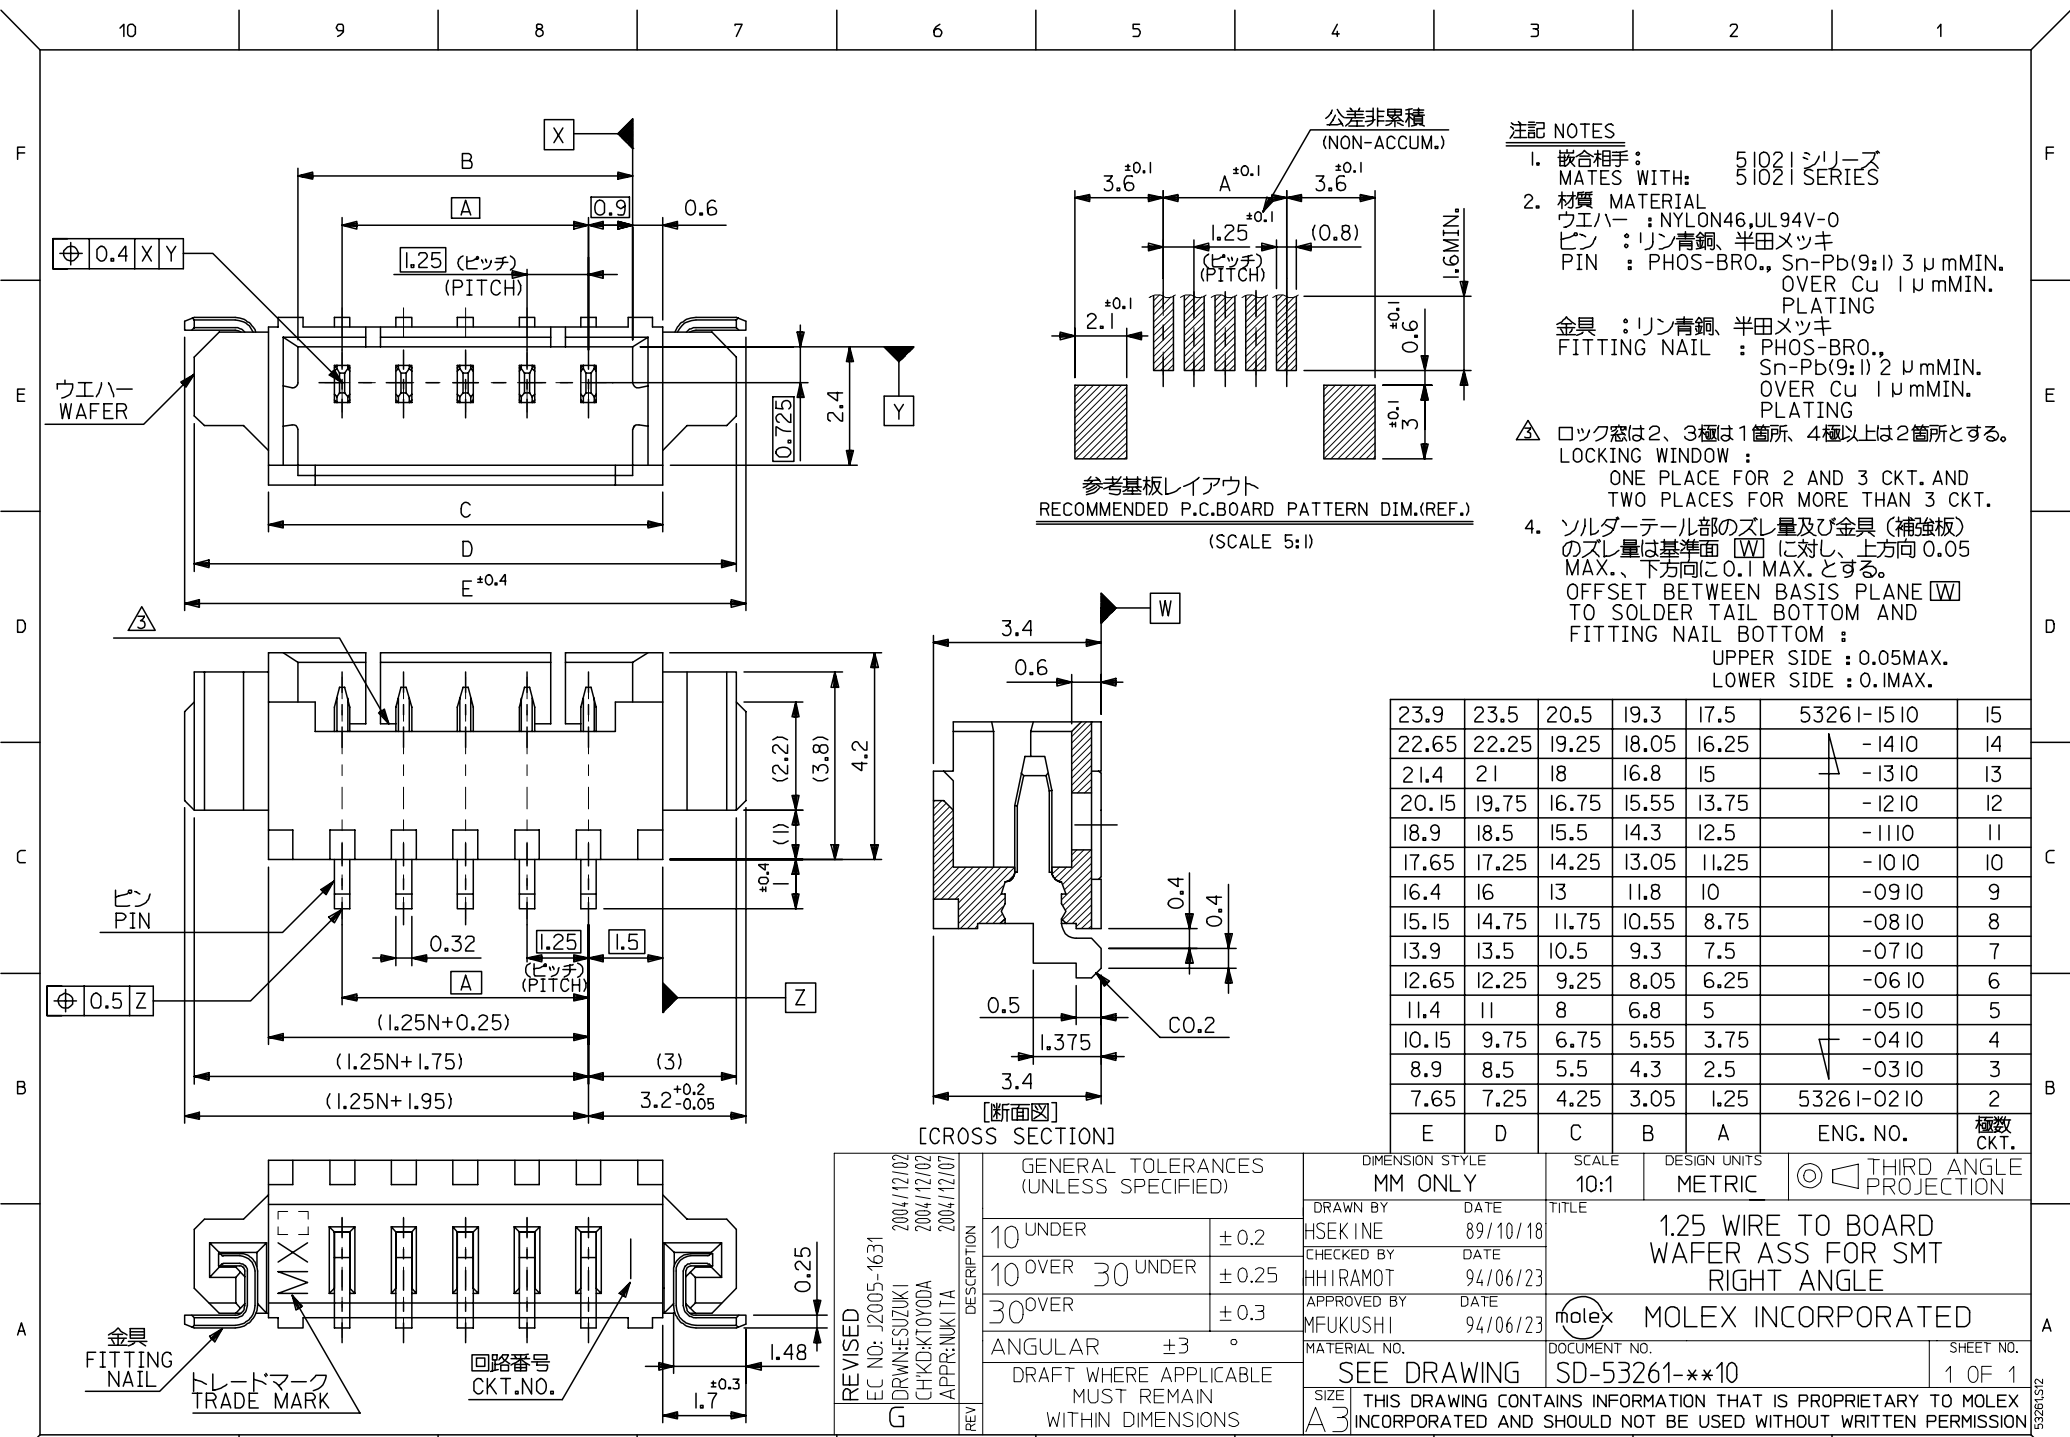 10 9 8 7 6 5 4 3 2 1
F
E
D
C
B
A
F
E
D
C
B
A
X
B
A
0.9
0.6
0.4 X Y
1.25 (ピッチ)
(PITCH)
ウエハー
WAFER
0.725
2.4
Y
C
D
E ±0.4
公差非累積
(NON-ACCUM.)
3.6 ±0.1
A ±0.1
3.6 ±0.1
1.25 ±0.1
(ピッチ)
(PITCH)
(0.8)
1.6MIN.
2.1 ±0.1
0.6 ±0.1
3 ±0.1
参考基板レイアウト
RECOMMENDED P.C.BOARD PATTERN DIM.(REF.)
(SCALE 5:1)
注記 NOTES
1. 嵌合相手: 51021シリーズ
MATES WITH: 51021 SERIES
2. 材質 MATERIAL
ウエハー :NYLON46,UL94V-0
ピン :リン青銅、半田メッキ
PIN : PHOS-BRO., Sn-Pb(9:1) 3 μmMIN.
OVER Cu 1μmMIN.
PLATING
金具 :リン青銅、半田メッキ
FITTING NAIL : PHOS-BRO.,
Sn-Pb(9:1) 2 μmMIN.
OVER Cu 1μmMIN.
PLATING
3 ロック窓は2、3極は1箇所、4極以上は2箇所とする。
LOCKING WINDOW :
ONE PLACE FOR 2 AND 3 CKT. AND
TWO PLACES FOR MORE THAN 3 CKT.
4. ソルダーテール部のズレ量及び金具(補強板)
のズレ量は基準面 W に対し、上方向 0.05
MAX.、下方向に 0.1 MAX. とする。
OFFSET BETWEEN BASIS PLANE W
TO SOLDER TAIL BOTTOM AND
FITTING NAIL BOTTOM :
UPPER SIDE : 0.05MAX.
LOWER SIDE : 0.1MAX.
3
(2.2)
(3.8)
4.2
(1)
1 ±0.4
ピン
PIN
0.32
1.25
1.5
(ピッチ)
(PITCH)
0.5 Z
A
Z
(1.25N+0.25)
(1.25N+1.75)
(3)
(1.25N+1.95)
3.2 +0.2 -0.05
W
3.4
0.6
0.4
0.4
0.5
C0.2
1.375
3.4
[断面図]
[CROSS SECTION]
23.9 23.5 20.5 19.3 17.5 53261-1510 15
22.65 22.25 19.25 18.05 16.25 -1410 14
21.4 21 18 16.8 15 -1310 13
20.15 19.75 16.75 15.55 13.75 -1210 12
18.9 18.5 15.5 14.3 12.5 -1110 11
17.65 17.25 14.25 13.05 11.25 -1010 10
16.4 16 13 11.8 10 -0910 9
15.15 14.75 11.75 10.55 8.75 -0810 8
13.9 13.5 10.5 9.3 7.5 -0710 7
12.65 12.25 9.25 8.05 6.25 -0610 6
11.4 11 8 6.8 5 -0510 5
10.15 9.75 6.75 5.55 3.75 -0410 4
8.9 8.5 5.5 4.3 2.5 -0310 3
7.65 7.25 4.25 3.05 1.25 53261-0210 2
E D C B A ENG. NO. 極数
CKT.
MX
0.25
1.48
1.7 ±0.3
金具
FITTING
NAIL
トレードマーク
TRADE MARK
回路番号
CKT.NO.
REVISED
EC NO: J2005-1631
DRWN:ESUZUKI 2004/12/02
CH'KD:KTOYODA 2004/12/02
APPR:NUKITA 2004/12/07
DESCRIPTION
G
REV
GENERAL TOLERANCES
(UNLESS SPECIFIED)
10 UNDER ±0.2
10 OVER 30 UNDER ±0.25
30 OVER ±0.3
ANGULAR ±3 °
DRAFT WHERE APPLICABLE
MUST REMAIN
WITHIN DIMENSIONS
DIMENSION STYLE
MM ONLY
SCALE
10:1
DESIGN UNITS
METRIC
THIRD ANGLE
PROJECTION
DRAWN BY DATE
HSEKINE 89/10/18
CHECKED BY DATE
HHIRAMOT 94/06/23
APPROVED BY DATE
MFUKUSHI 94/06/23
TITLE
1.25 WIRE TO BOARD
WAFER ASS FOR SMT
RIGHT ANGLE
molex MOLEX INCORPORATED
MATERIAL NO.
SEE DRAWING
DOCUMENT NO.
SD-53261-**10
SHEET NO.
1 OF 1
SIZE
A3
THIS DRAWING CONTAINS INFORMATION THAT IS PROPRIETARY TO MOLEX
INCORPORATED AND SHOULD NOT BE USED WITHOUT WRITTEN PERMISSION
53261.S12